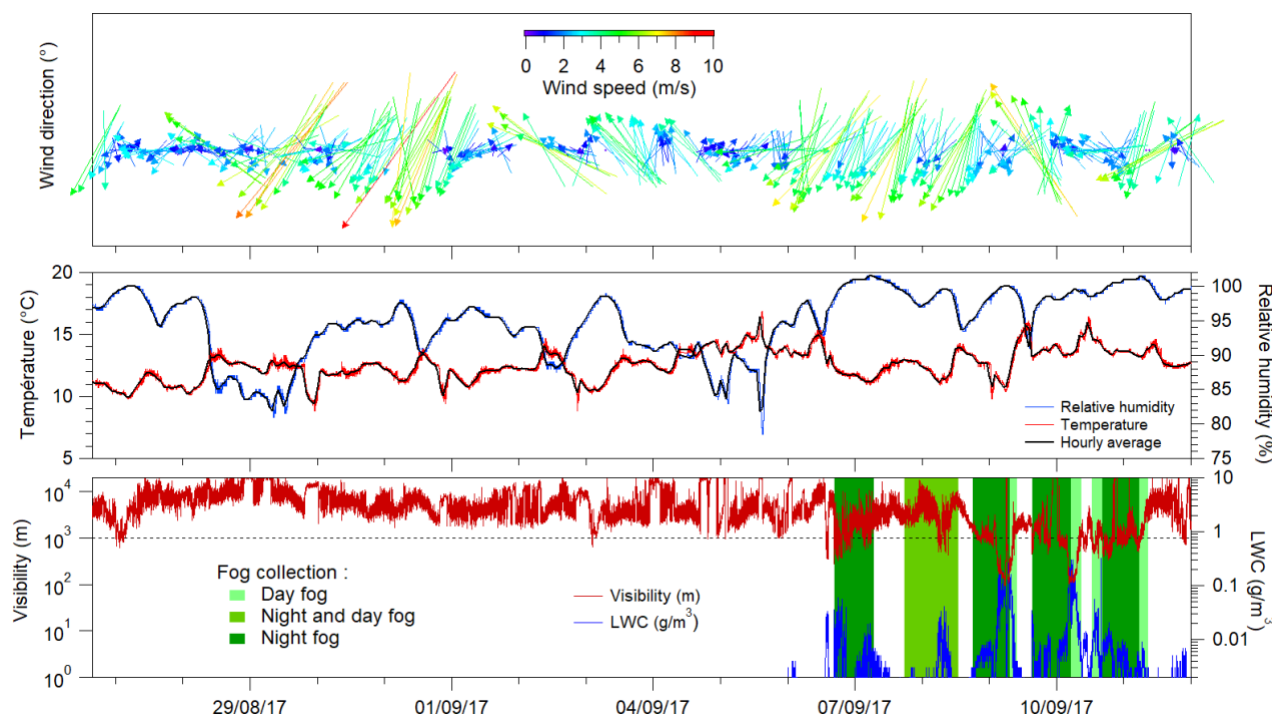 Wind direction (°)
0 2 4 6 8 10
Wind speed (m/s)
Temperature (°C)
20
15
10
5
Relative humidity
Temperature
Hourly average
100
95
90
85
80
75
Relative humidity (%)
Visibility (m)
10⁴
10³
10²
10¹
10⁰
Fog collection :
Day fog
Night and day fog
Night fog
Visibility (m)
LWC (g/m³)
10
1
0.1
0.01
LWC (g/m³)
29/08/17 01/09/17 04/09/17 07/09/17 10/09/17